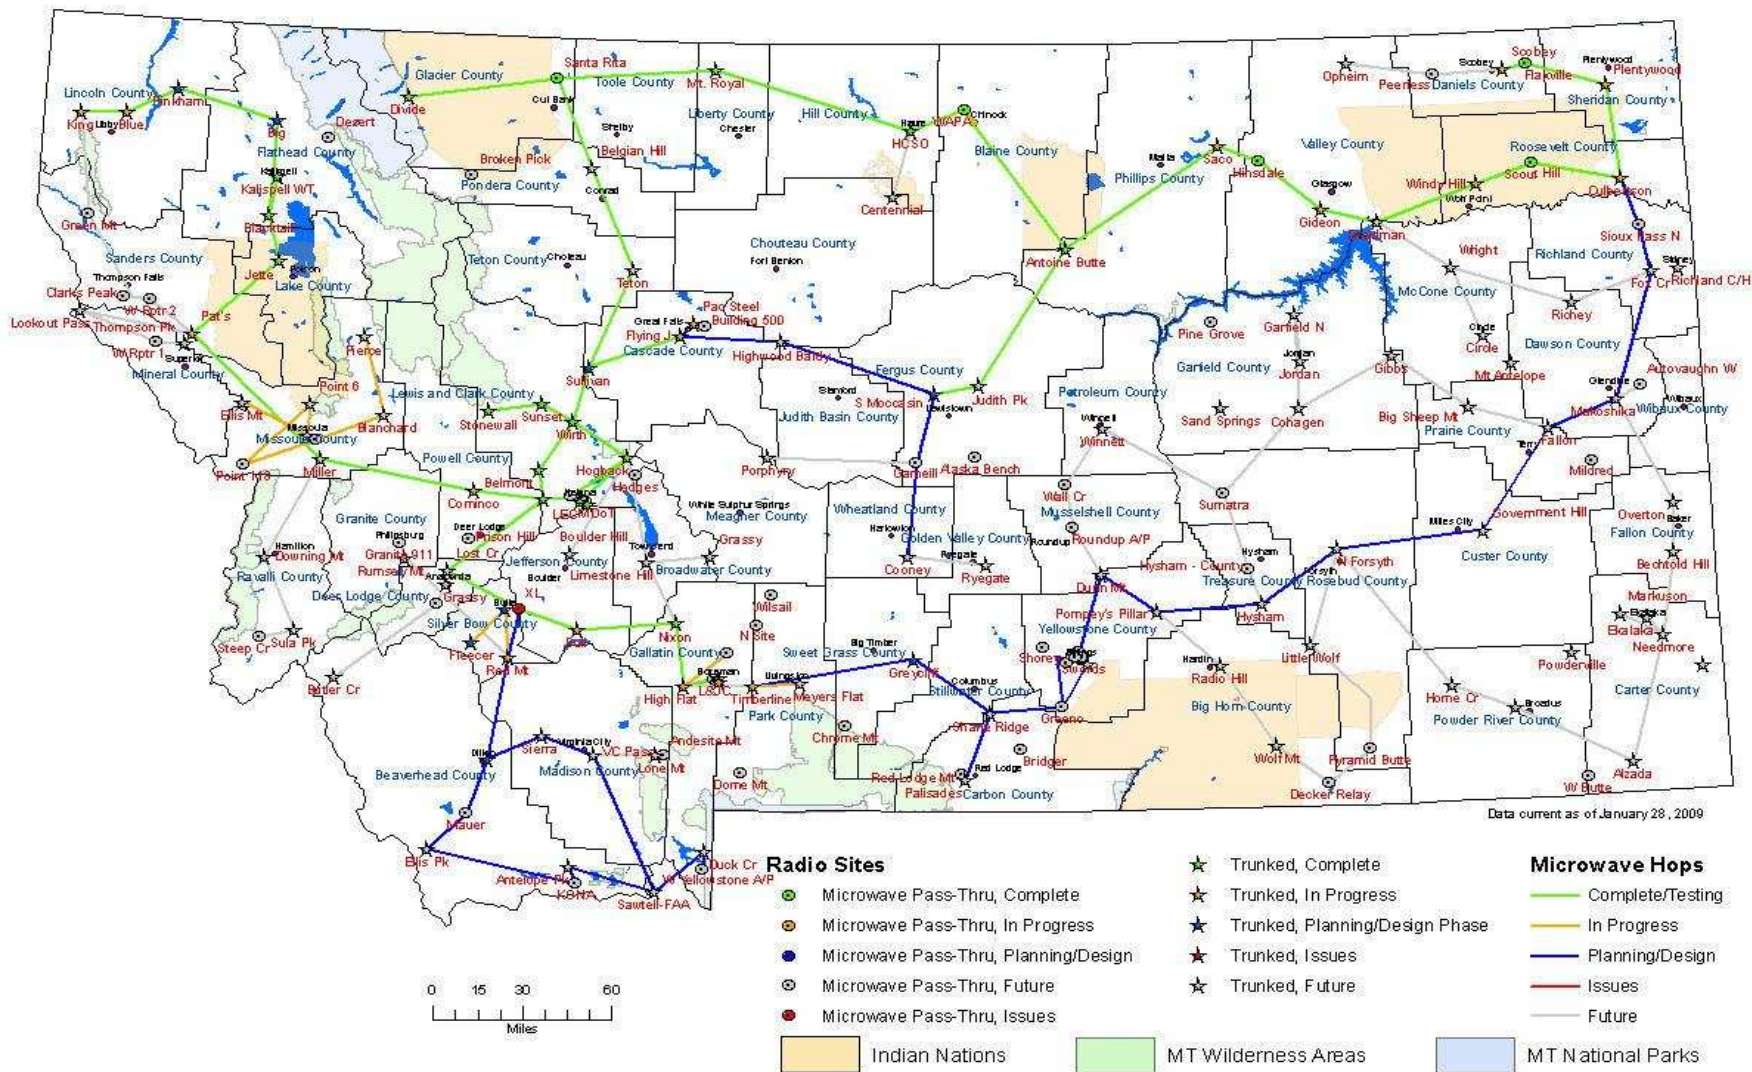 Santa Rita
Scobey
Glacier County
Toole County
Mt. Royal
Opheim
Scobey
Flaxville
Plentywood
Plentywood
Lincoln County
Pinkham
Divide
Cut Bank
Liberty County
Hill County
Peerless
Daniels County
Sheridan County
King
Libby
Blue
Big
Dezert
Shelby
Chester
Havre
WAPA
Chinook
HCSO
Flathead County
Broken Pick
Belgian Hill
Blaine County
Malta
Saco
Hinsdale
Valley County
Roosevelt County
Kalispell
Kalispell WT
Pondera County
Conrad
Phillips County
Glasgow
Windy Hill
Scout Hill
Culbertson
Wolf Point
Green Mt
Blacktail
Centennial
Gideon
Sioux Pass N
Sanders County
Teton County
Choteau
Chouteau County
Fort Benton
Antoine Butte
Wright
Richland County
Sidney
Jette
Polson
Lake County
Teton
Fox Cr
Richland C/H
Thompson Falls
Clarks Peak
W Rptr 2
McCone County
Lookout Pass
Thompson Pk
Pat's
Pac Steel
Building 500
Great Falls
Flying J
Cascade County
Highwood Baldy
Pine Grove
Garfield N
Circle
Circle
Richey
W Rptr 1
Superior
Mineral County
Pierce
Sullivan
Fergus County
Garfield County
Jordan
Jordan
Gibbs
Mt Antelope
Dawson County
Point 6
Lewis and Clark County
Stanford
Judith Basin County
S Moccasin
Lewistown
Judith Pk
Petroleum County
Glendive
Autovaughn W
Ellis Mt
Missoula
Missoula County
Blanchard
Stonewall
Sunset
Wirth
Winnett
Winnett
Sand Springs
Cohagen
Big Sheep Mt
Prairie County
Makoshika
Wibaux
Wibaux County
Point M8
Miller
Powell County
Belmont
Hogback
Hedges
Porphyry
Garneill
Alaska Bench
Terry
Fallon
Mildred
Cominco
Helena
MDOT
White Sulphur Springs
Meagher County
Wheatland County
Wall Cr
Musselshell County
Sumatra
Government Hill
Overton
Baker
Fallon County
Granite County
Deer Lodge
Prison Hill
Boulder Hill
Harlowton
Golden Valley County
Roundup
Roundup A/P
Miles City
Custer County
Philipsburg
Granite 911
Lost Cr
Townsend
Grassy
Ryegate
Hysham
Hysham - County
N Forsyth
Hamilton
Downing Mt
Rumsey Mt
Jefferson County
Limestone Hill
Broadwater County
Cooney
Ryegate
Dunn Mt
Treasure County
Forsyth
Rosebud County
Bechtold Hill
Ravalli County
Anaconda
Boulder
Deer Lodge County
Grassy
XL
Wilsall
Pompey's Pillar
Hysham
Markuson
Ekalaka
Ekalaka
Needmore
Butte
Silver Bow County
Nixon
N Site
Big Timber
Yellowstone County
Steep Cr
Sula Pk
Fleecer
Gallatin County
Sweet Grass County
Shorey
Swords
Hardin
Radio Hill
Little Wolf
Powderville
Butler Cr
Red Mt
High Flat
Bozeman
L&JC
Timberline
Livingston
Meyers Flat
Greycliff
Columbus
Stillwater County
Greeno
Big Horn County
Home Cr
Broadus
Powder River County
Carter County
Park County
Shane Ridge
Dillon
Sierra
Virginia City
VC Pass
Andesite Mt
Chrome Mt
Bridger
Wolf Mt
Pyramid Butte
Beaverhead County
Madison County
Lone Mt
Dome Mt
Red Lodge Mt
Red Lodge
Palisades
Carbon County
Decker Relay
W Butte
Alzada
Mauer
Data current as of January 28, 2009
Ellis Pk
Antelope Pk
KGNA
Sawtell-FAA
Duck Cr
W Yellowstone A/P
Radio Sites
Microwave Pass-Thru, Complete
Microwave Pass-Thru, In Progress
Microwave Pass-Thru, Planning/Design
Microwave Pass-Thru, Future
Microwave Pass-Thru, Issues
Trunked, Complete
Trunked, In Progress
Trunked, Planning/Design Phase
Trunked, Issues
Trunked, Future
Microwave Hops
Complete/Testing
In Progress
Planning/Design
Issues
Future
0 15 30 60
Miles
Indian Nations
MT Wilderness Areas
MT National Parks